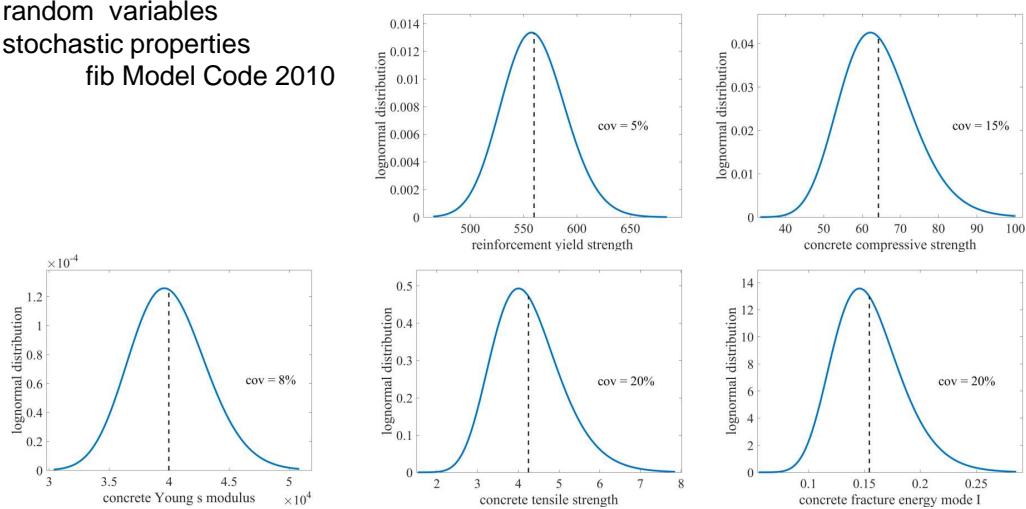 random variables
stochastic properties
fib Model Code 2010
0.014
0.012
0.01
0.008
0.006
0.004
0.002
0
lognormal distribution
cov = 5%
500 550 600 650
reinforcement yield strength
0.04
0.03
0.02
0.01
0
lognormal distribution
cov = 15%
40 50 60 70 80 90 100
concrete compressive strength
×10-4
1.2
1
0.8
0.6
0.4
0.2
0
lognormal distribution
cov = 8%
3 3.5 4 4.5 5
concrete Young s modulus
×104
0.5
0.4
0.3
0.2
0.1
0
lognormal distribution
cov = 20%
2 3 4 5 6 7 8
concrete tensile strength
14
12
10
8
6
4
2
0
lognormal distribution
cov = 20%
0.1 0.15 0.2 0.25
concrete fracture energy mode I